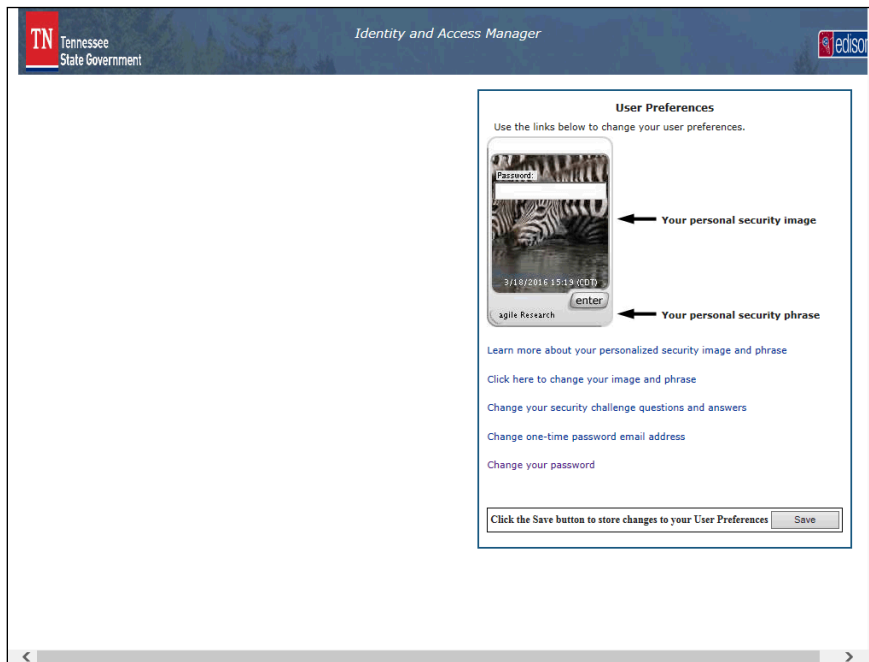 TN Tennessee
State Government
Identity and Access Manager
edison
User Preferences
Use the links below to change your user preferences.
Password:
Your personal security image
3/18/2016 15:19 (CDT)
enter
agile Research
Your personal security phrase
Learn more about your personalized security image and phrase
Click here to change your image and phrase
Change your security challenge questions and answers
Change one-time password email address
Change your password
Click the Save button to store changes to your User Preferences Save